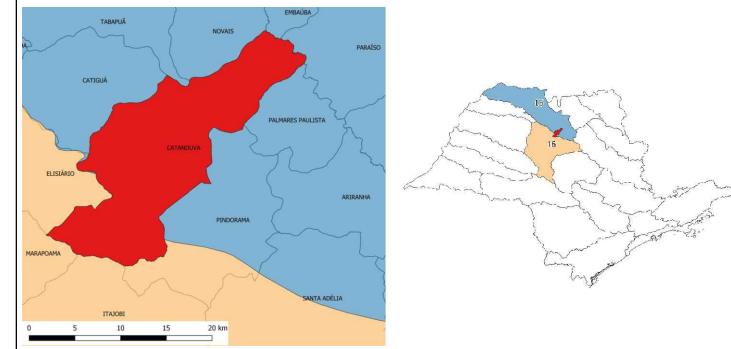 EMBAÚBA
TABAPUÃ
NOVAIS
PARAÍSO
CATIGUÁ
PALMARES PAULISTA
CATANDUVA
ELISIÁRIO
ARIRANHA
PINDORAMA
MARAPOAMA
SANTA ADÉLIA
ITAJOBI
0 5 10 15 20 km
15
16